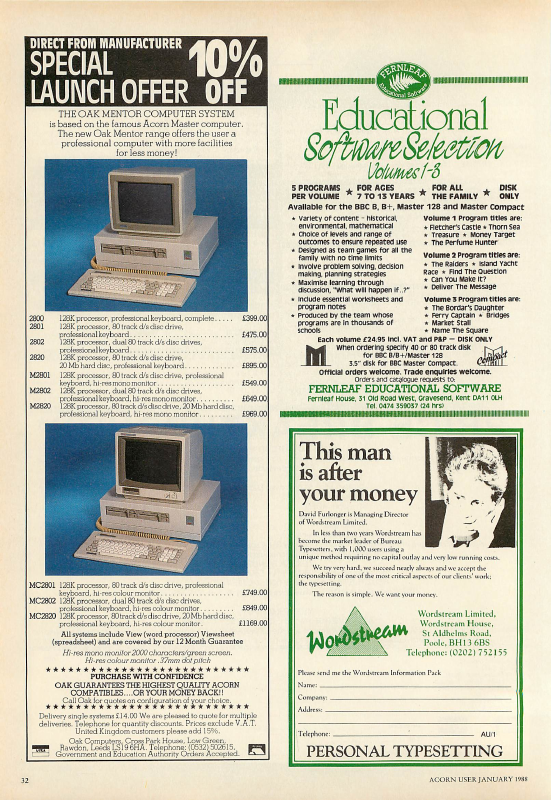 DIRECT FROM MANUFACTURER
SPECIAL
LAUNCH OFFER
10%
OFF
THE OAK MENTOR COMPUTER SYSTEM
is based on the famous Acorn Master computer.
The new Oak Mentor range offers the user a
professional computer with more facilities
for less money!
2800 128K processor, professional keyboard, complete..... £399.00
2801 128K processor, 80 track d/s disc drive,
professional keyboard.................... £475.00
2802 128K processor, dual 80 track d/s disc drives,
professional keyboard.................... £575.00
2820 128K processor, 80 track d/s disc drive,
20 Mb hard disc, professional keyboard......... £895.00
M2801 128K processor, 80 track d/s disc drive, professional
keyboard, hi-res mono monitor............. £549.00
M2802 128K processor, dual 80 track d/s disc drives,
professional keyboard, hi-res mono monitor....... £649.00
M2820 128K processor, 80 track d/s disc drive, 20 Mb hard disc,
professional keyboard, hi-res mono monitor....... £969.00
MC2801 128K processor, 80 track d/s disc drive, professional
keyboard, hi-res colour monitor.............. £749.00
MC2802 128K processor, dual 80 track d/s disc drives,
professional keyboard, hi-res colour monitor....... £849.00
MC2820 128K processor, 80 track d/s disc drive, 20 Mb hard disc,
professional keyboard, hi-res colour monitor. £1169.00
All systems include View (word processor) Viewsheet
(spreadsheet) and are covered by our 12 Month Guarantee
Hi-res mono monitor 2000 characters/green screen.
Hi-res colour monitor .37mm dot pitch
PURCHASE WITH CONFIDENCE
OAK GUARANTEES THE HIGHEST QUALITY ACORN
COMPATIBLES....OR YOUR MONEY BACK!!
Call Oak for quotes on configuration of your choice.
Delivery single systems £14.00 We are pleased to quote for multiple
deliveries. Telephone for quantity discounts. Prices exclude V.A.T.
United Kingdom customers please add 15%.
Oak Computers, Cross Park House, Low Green,
Rawdon, Leeds LS19 6HA. Telephone: (0532) 502615.
Government and Education Authority Orders Accepted.
VISA
FERNLEAF
Educational Software
Educational
Software Selection
Volumes 1-3
5 PROGRAMS PER VOLUME ★ FOR AGES 7 TO 13 YEARS ★ FOR ALL THE FAMILY ★ DISK ONLY
Available for the BBC B, B+, Master 128 and Master Compact
★ Variety of content - historical,
environmental, mathematical
★ Choice of levels and range of
outcomes to ensure repeated use
★ Designed as team games for all the
family with no time limits
★ Involve problem solving, decision
making, planning strategies
★ Maximise learning through
discussion, "What will happen if..?"
★ Include essential worksheets and
program notes
★ Produced by the team whose
programs are in thousands of
schools
Volume 1 Program titles are:
★ Fletcher's Castle ★ Thorn Sea
★ Treasure ★ Money Target
★ The Perfume Hunter
Volume 2 Program titles are:
★ The Raiders ★ Island Yacht
Race ★ Find The Question
★ Can You Make It?
★ Deliver The Message
Volume 3 Program titles are:
★ The Bordar's Daughter
★ Ferry Captain ★ Bridges
★ Market Stall
★ Name The Square
Each volume £24.95 incl. VAT and P&P - DISK ONLY
When ordering specify 40 or 80 track disk
for BBC B/B+/Master 128
3.5" disk for BBC Master Compact.
Compact
Official orders welcome. Trade enquiries welcome.
Orders and catalogue requests to:
FERNLEAF EDUCATIONAL SOFTWARE
Fernleaf House, 31 Old Road West, Gravesend, Kent DA11 0LH
Tel. 0474 359037 (24 hrs)
This man
is after
your money
David Furlonger is Managing Director
of Wordstream Limited.
In less than two years Wordstream has
become the market leader of Bureau
Typesetters, with 1,000 users using a
unique method requiring no capital outlay and very low running costs.
We try very hard, we succeed nearly always and we accept the
responsibility of one of the most critical aspects of our clients' work;
the typesetting.
The reason is simple. We want your money.
Wordstream
Wordstream Limited,
Wordstream House,
St Aldhelms Road,
Poole, BH13 6BS
Telephone: (0202) 752155
Please send me the Wordstream Information Pack
Name:
Company:
Address:
Telephone: AU/1
PERSONAL TYPESETTING
32
ACORN USER JANUARY 1988